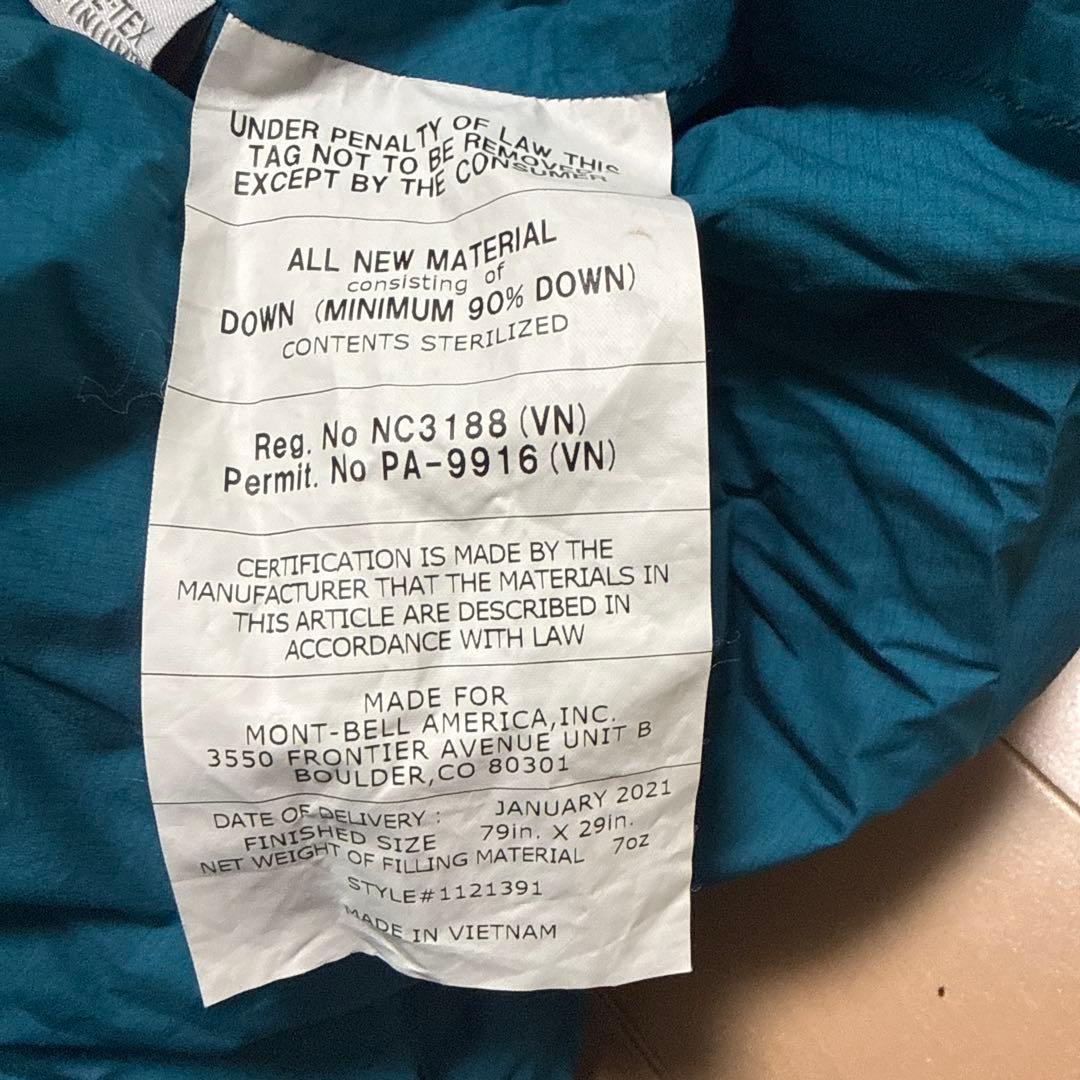 -TEX
UNDER PENALTY OF LAW THIS
TAG NOT TO BE REMOVED
EXCEPT BY THE CONSUMER
ALL NEW MATERIAL
consisting of
DOWN (MINIMUM 90% DOWN)
CONTENTS STERILIZED
Reg. No NC3188 (VN)
Permit. No PA-9916 (VN)
CERTIFICATION IS MADE BY THE
MANUFACTURER THAT THE MATERIALS IN
THIS ARTICLE ARE DESCRIBED IN
ACCORDANCE WITH LAW
MADE FOR
MONT-BELL AMERICA,INC.
3550 FRONTIER AVENUE UNIT B
BOULDER,CO 80301
DATE OF DELIVERY : JANUARY 2021
FINISHED SIZE 79in. X 29in.
NET WEIGHT OF FILLING MATERIAL 7oz
STYLE#1121391
MADE IN VIETNAM